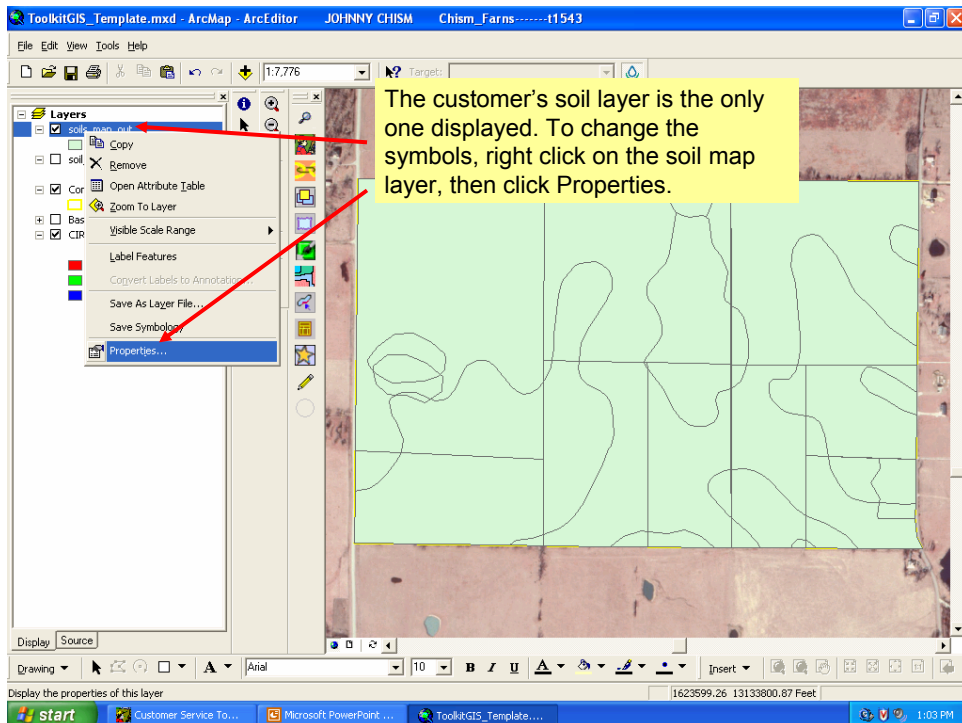 ToolkitGIS_Template.mxd - ArcMap - ArcEditor JOHNNY CHISM Chism_Farns-------t1543
File Edit View Tools Help
1:7,776
Target:
The customer's soil layer is the only
one displayed. To change the
symbols, right click on the soil map
layer, then click Properties.
Layers
soils_map_out
Copy
soil
Remove
Open Attribute Table
Cor
Zoom To Layer
Bas
Visible Scale Range
CIR
Label Features
Convert Labels to Annotation...
Save As Layer File...
Save Symbology
Properties...
Display Source
Drawing A Arial 10 B I U A Insert
Display the properties of this layer
1623599.26 13133800.87 Feet
start Customer Service To... Microsoft PowerPoint ... ToolkitGIS_Template.... 1:03 PM